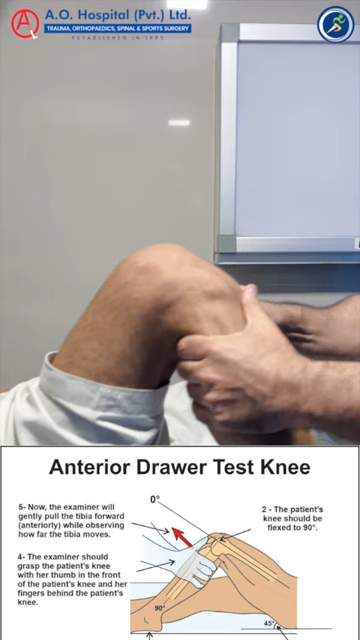 A.O. Hospital (Pvt.) Ltd.
TRAUMA, ORTHOPAEDICS, SPINAL & SPORTS SURGERY
ESTABLISHED IN 1985
Anterior Drawer Test Knee
5- Now, the examiner will
gently pull the tibia forward
(anteriorly) while observing
how far the tibia moves.
4- The examiner should
grasp the patient's knee
with her thumb in the front
of the patient's knee and her
fingers behind the patient's
knee.
0°
2 - The patient's
knee should be
flexed to 90°.
90°
45°